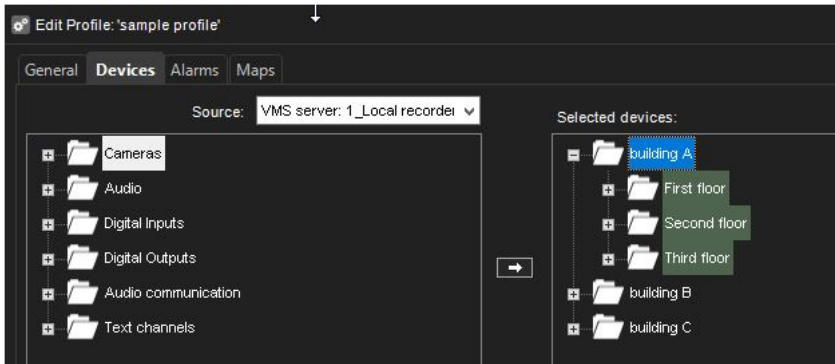 Edit Profile: 'sample profile'
General Devices Alarms Maps
Source: VMS server: 1_Local recorder
Selected devices:
Cameras
Audio
Digital Inputs
Digital Outputs
Audio communication
Text channels
building A
First floor
Second floor
Third floor
building B
building C